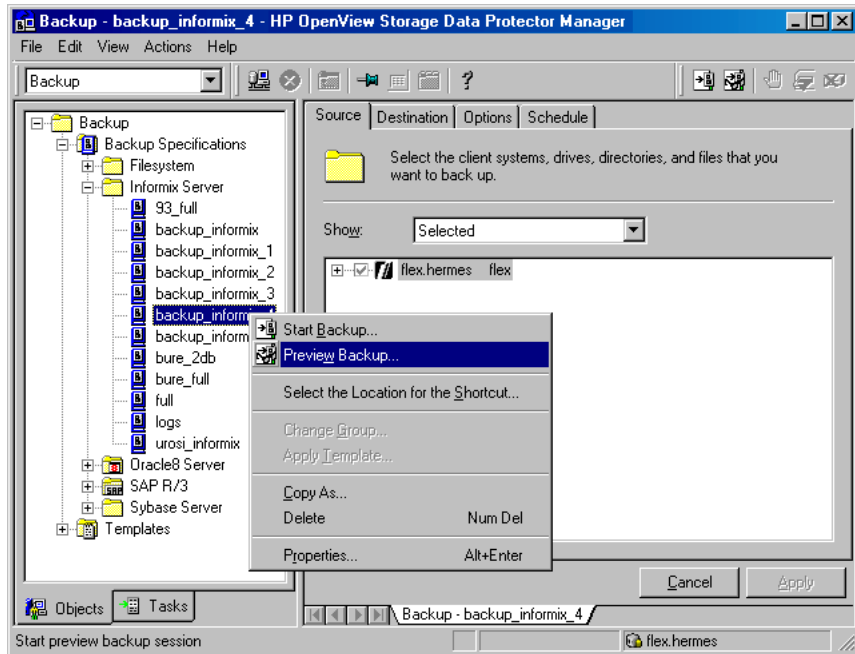 Backup - backup_informix_4 - HP OpenView Storage Data Protector Manager
File Edit View Actions Help
Backup
?
Backup
Backup Specifications
Filesystem
Informix Server
93_full
backup_informix
backup_informix_1
backup_informix_2
backup_informix_3
backup_inform
backup_inform
bure_2db
bure_full
full
logs
urosi_informix
Oracle8 Server
SAP R/3
Sybase Server
Templates
Objects Tasks
Source Destination Options Schedule
Select the client systems, drives, directories, and files that you
want to back up.
Show: Selected
flex.hermes flex
Start Backup...
Preview Backup...
Select the Location for the Shortcut...
Change Group...
Apply Template...
Copy As...
Delete Num Del
Properties... Alt+Enter
Cancel Apply
Backup - backup_informix_4
Start preview backup session
flex.hermes